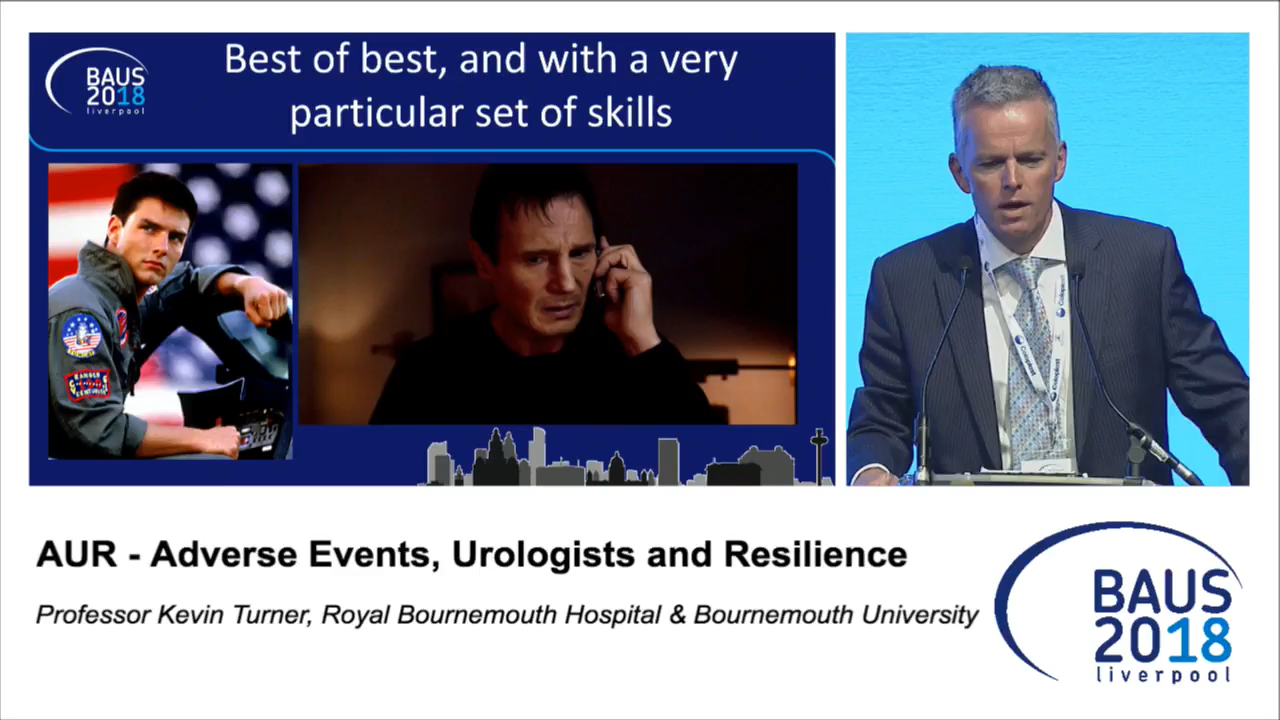 BAUS
2018
liverpool
Best of best, and with a very
particular set of skills
AUR - Adverse Events, Urologists and Resilience
Professor Kevin Turner, Royal Bournemouth Hospital & Bournemouth University
BAUS
2018
liverpool